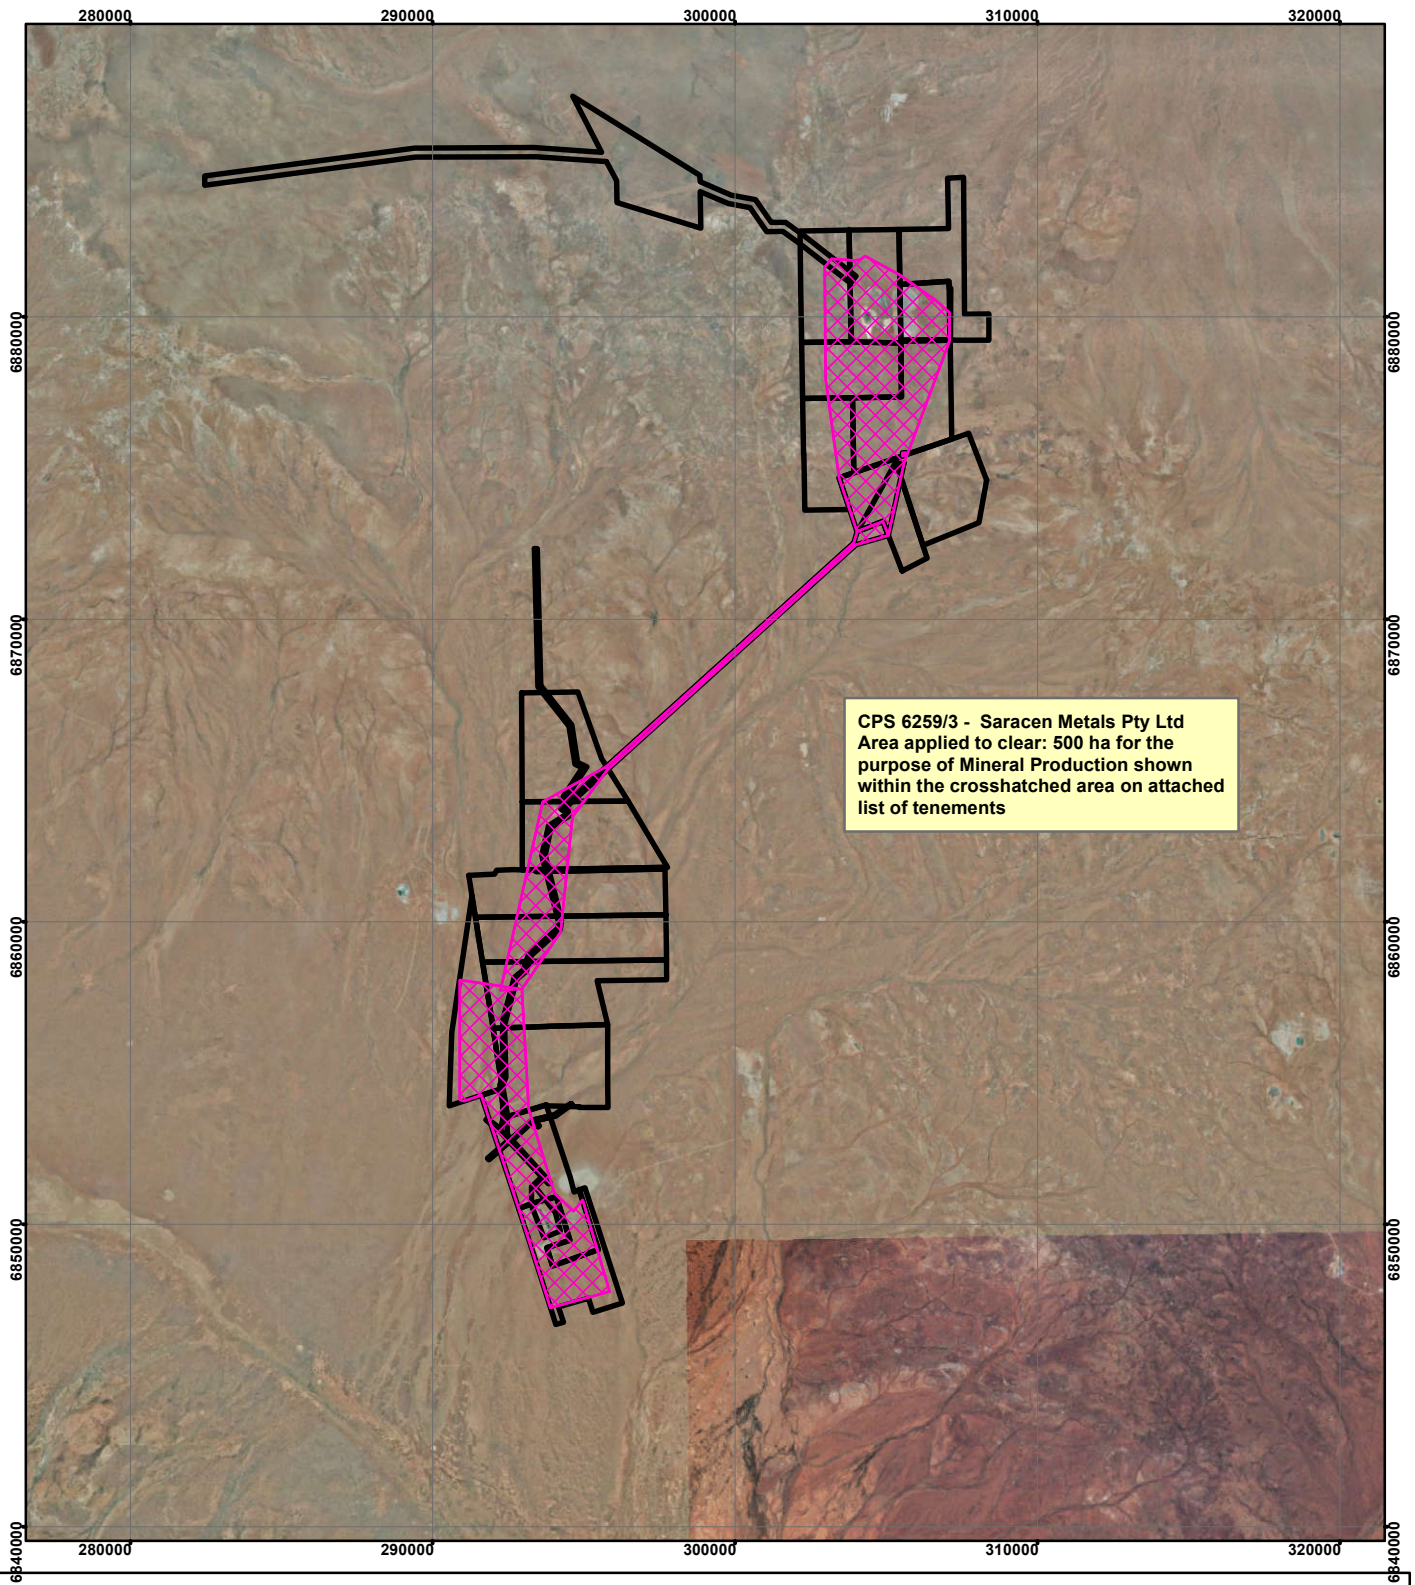 280000 290000 300000 310000 320000
6880000 6880000
6870000 6870000
CPS 6259/3 - Saracen Metals Pty Ltd
Area applied to clear: 500 ha for the
purpose of Mineral Production shown
within the crosshatched area on attached
list of tenements
6860000 6860000
6850000 6850000
6840000 6840000
280000 290000 300000 310000 320000